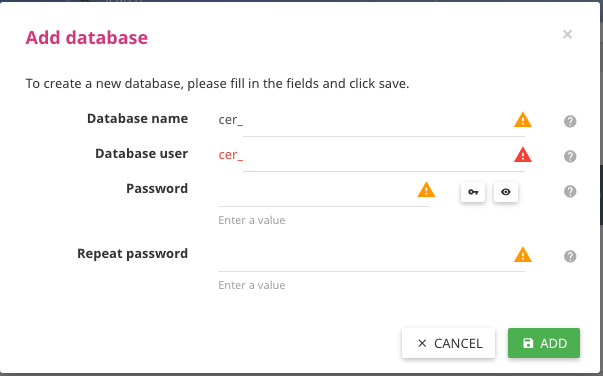 Add database
×
To create a new database, please fill in the fields and click save.
Database name cer_
Database user cer_
Password
Enter a value
Repeat password
Enter a value
× CANCEL ADD